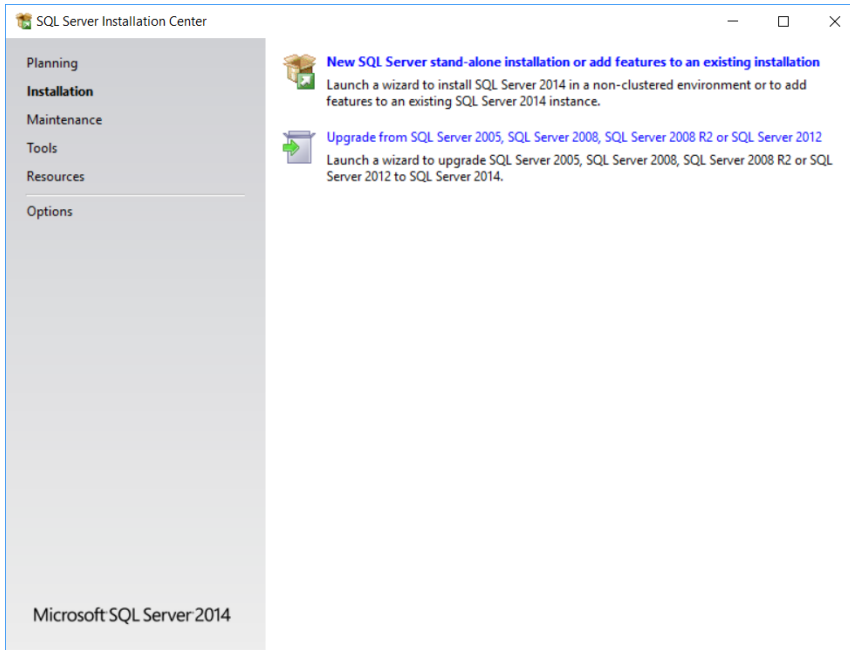 SQL Server Installation Center
Planning
Installation
Maintenance
Tools
Resources
Options
New SQL Server stand-alone installation or add features to an existing installation
Launch a wizard to install SQL Server 2014 in a non-clustered environment or to add
features to an existing SQL Server 2014 instance.
Upgrade from SQL Server 2005, SQL Server 2008, SQL Server 2008 R2 or SQL Server 2012
Launch a wizard to upgrade SQL Server 2005, SQL Server 2008, SQL Server 2008 R2 or SQL
Server 2012 to SQL Server 2014.
Microsoft SQL Server 2014